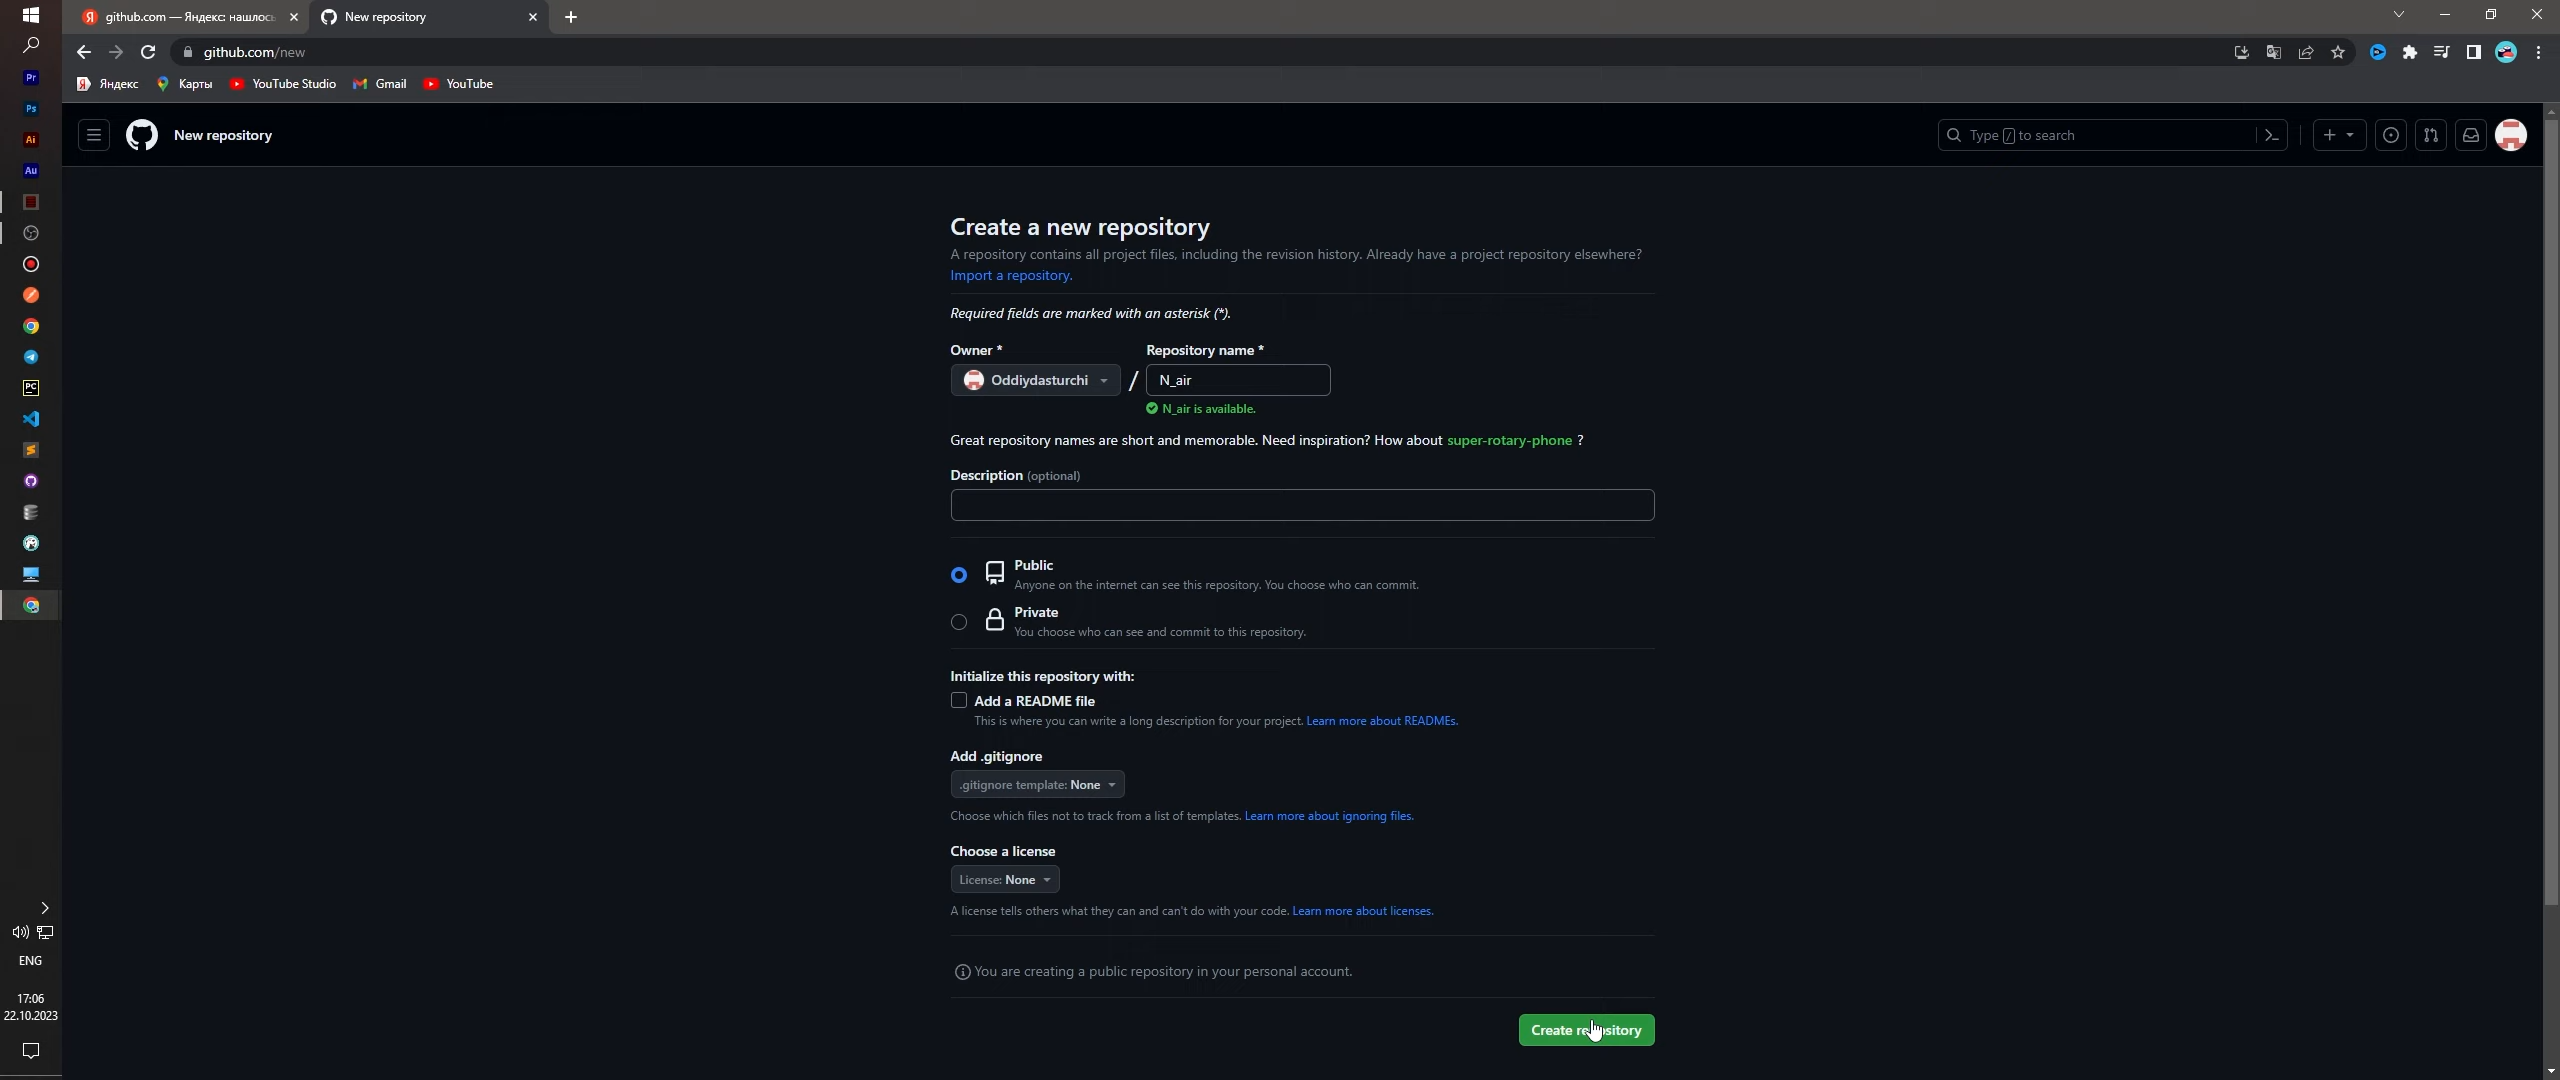 github.com — Яндекс: нашлось
New repository
github.com/new
Яндекс
Карты
YouTube Studio
Gmail
YouTube
Pr
Ps
Ai
Au
PC
New repository
Type / to search
Create a new repository
A repository contains all project files, including the revision history. Already have a project repository elsewhere?
Import a repository.
Required fields are marked with an asterisk (*).
Owner * Repository name *
Oddiydasturchi / N_air
N_air is available.
Great repository names are short and memorable. Need inspiration? How about super-rotary-phone ?
Description (optional)
Public
Anyone on the internet can see this repository. You choose who can commit.
Private
You choose who can see and commit to this repository.
Initialize this repository with:
Add a README file
This is where you can write a long description for your project. Learn more about READMEs.
Add .gitignore
.gitignore template: None
Choose which files not to track from a list of templates. Learn more about ignoring files.
Choose a license
License: None
A license tells others what they can and can't do with your code. Learn more about licenses.
You are creating a public repository in your personal account.
Create repository
ENG
17:06
22.10.2023